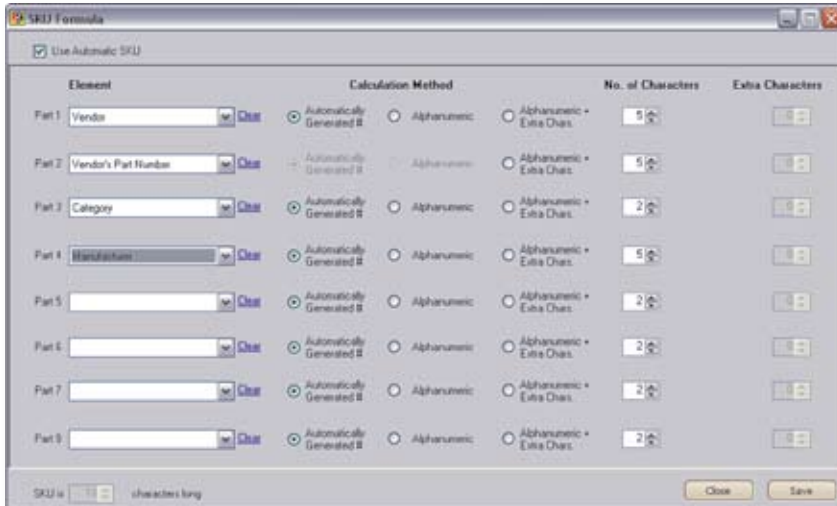 SKU Formula
Use Automatic SKU
Element Calculation Method No. of Characters Extra Characters
Part 1 Vendor Clear Automatically Generated # Alphanumeric Alphanumeric + Extra Chars. 5 0
Part 2 Vendor's Part Number Clear Automatically Generated # Alphanumeric Alphanumeric + Extra Chars. 5 0
Part 3 Category Clear Automatically Generated # Alphanumeric Alphanumeric + Extra Chars. 2 0
Part 4 Manufacturer Clear Automatically Generated # Alphanumeric Alphanumeric + Extra Chars. 5 0
Part 5 Clear Automatically Generated # Alphanumeric Alphanumeric + Extra Chars. 2 0
Part 6 Clear Automatically Generated # Alphanumeric Alphanumeric + Extra Chars. 2 0
Part 7 Clear Automatically Generated # Alphanumeric Alphanumeric + Extra Chars. 2 0
Part 8 Clear Automatically Generated # Alphanumeric Alphanumeric + Extra Chars. 2 0
SKU is characters long Close Save